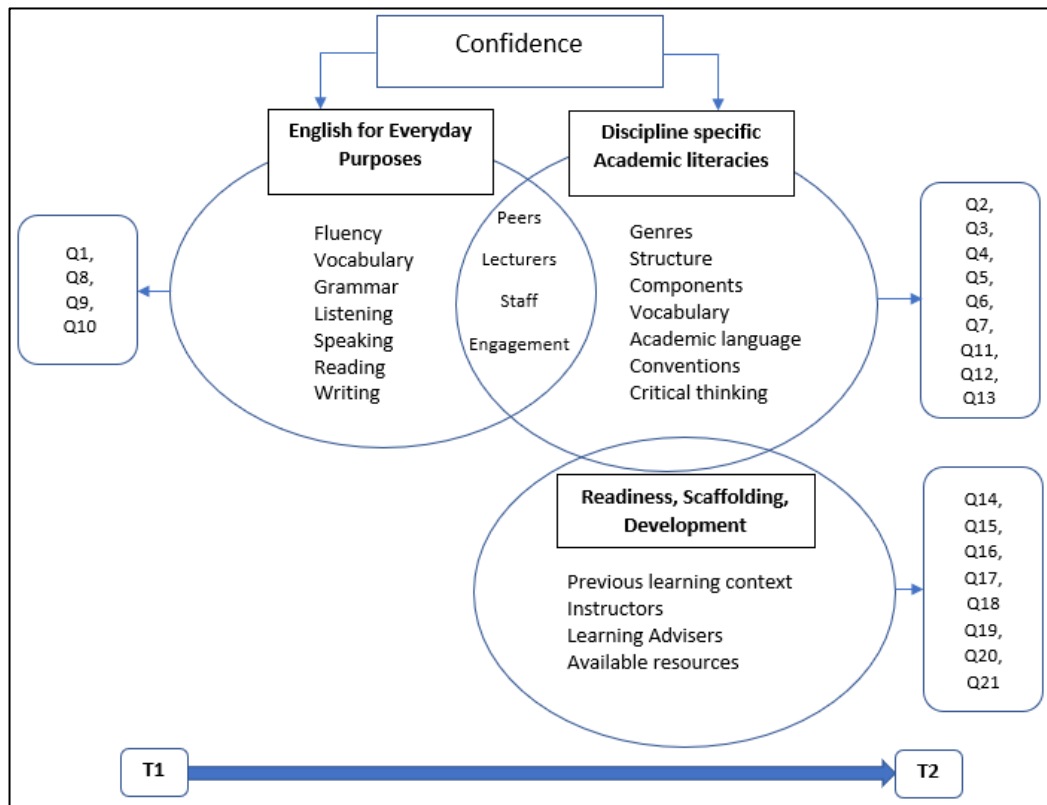 Confidence
English for Everyday
Purposes
Discipline specific
Academic literacies
Q1,
Q8,
Q9,
Q10
Fluency
Vocabulary
Grammar
Listening
Speaking
Reading
Writing
Peers
Lecturers
Staff
Engagement
Genres
Structure
Components
Vocabulary
Academic language
Conventions
Critical thinking
Q2,
Q3,
Q4,
Q5,
Q6,
Q7,
Q11,
Q12,
Q13
Readiness, Scaffolding,
Development
Previous learning context
Instructors
Learning Advisers
Available resources
Q14,
Q15,
Q16,
Q17,
Q18
Q19,
Q20,
Q21
T1
T2